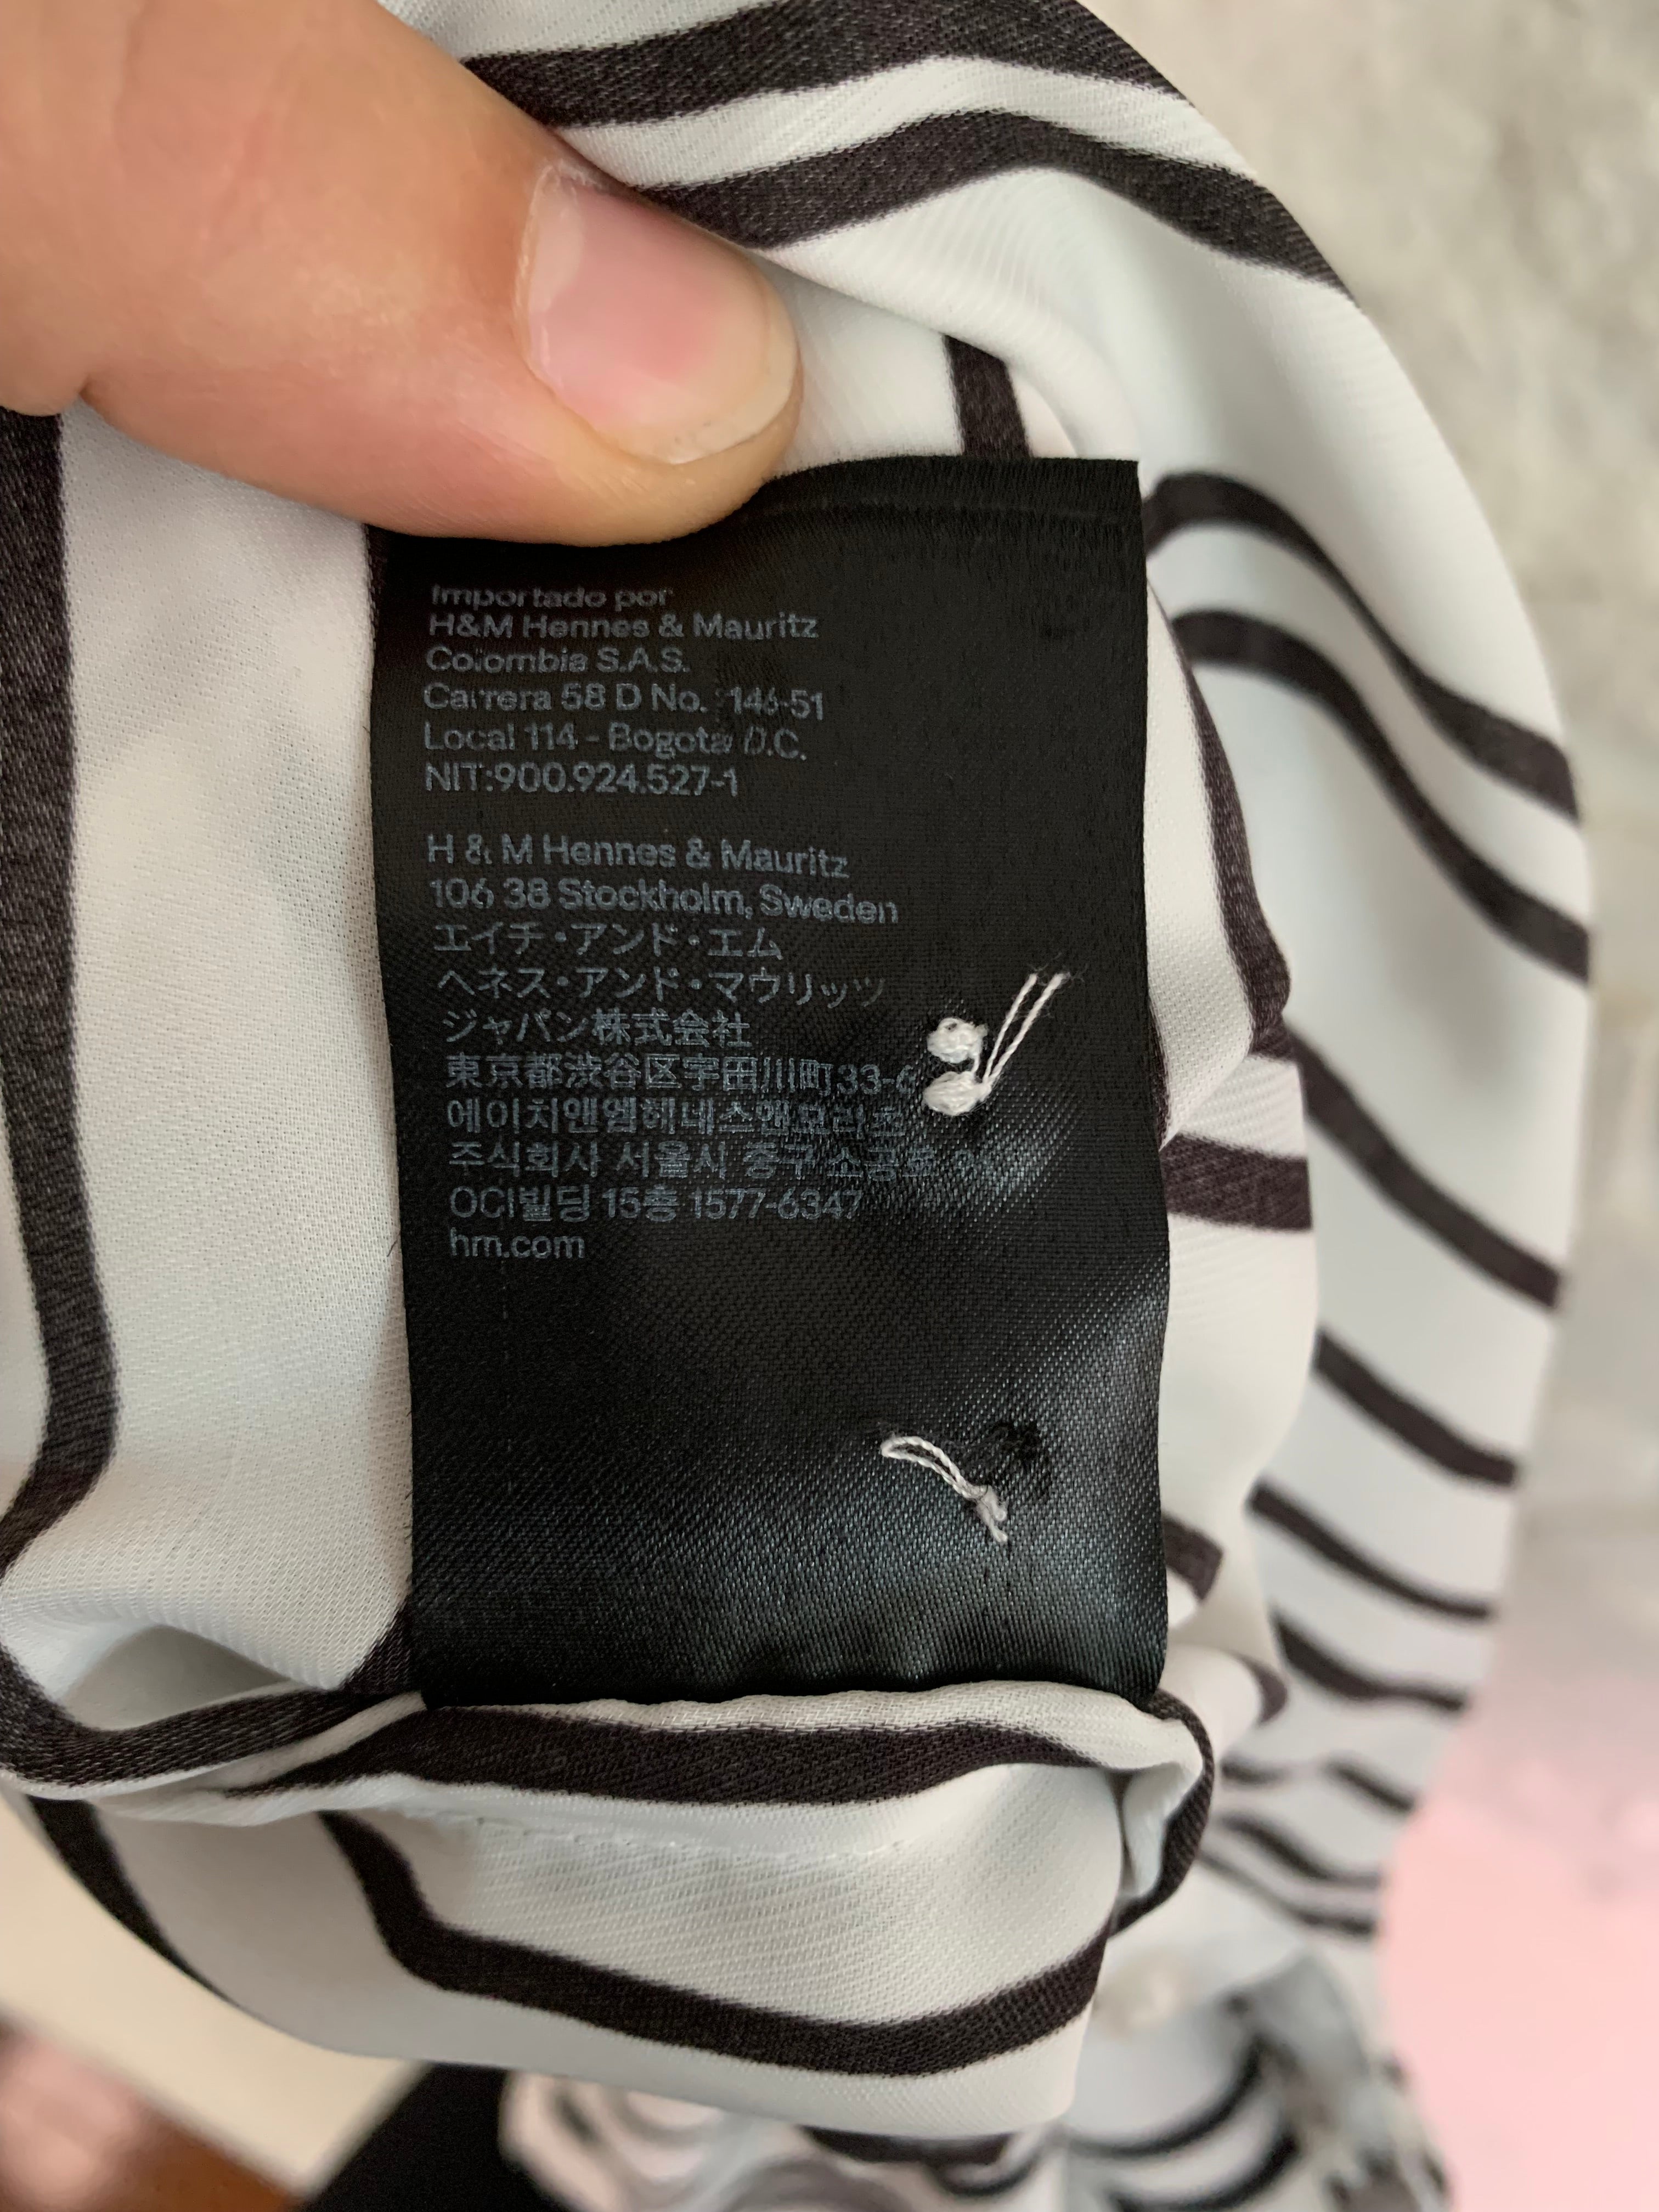 Importado por
H&M Hennes & Mauritz
Colombia S.A.S.
Carrera 58 D No. 146-51
Local 114 - Bogota D.C.
NIT:900.924.527-1
H & M Hennes & Mauritz
106 38 Stockholm, Sweden
エイチ・アンド・エム
ヘネス・アンド・マウリッツ
ジャパン株式会社
東京都渋谷区宇田川町33-6
에이치앤엠헤네스앤모리츠
주식회사 서울시 중구 소공로
OCI빌딩 15층 1577-6347
hm.com